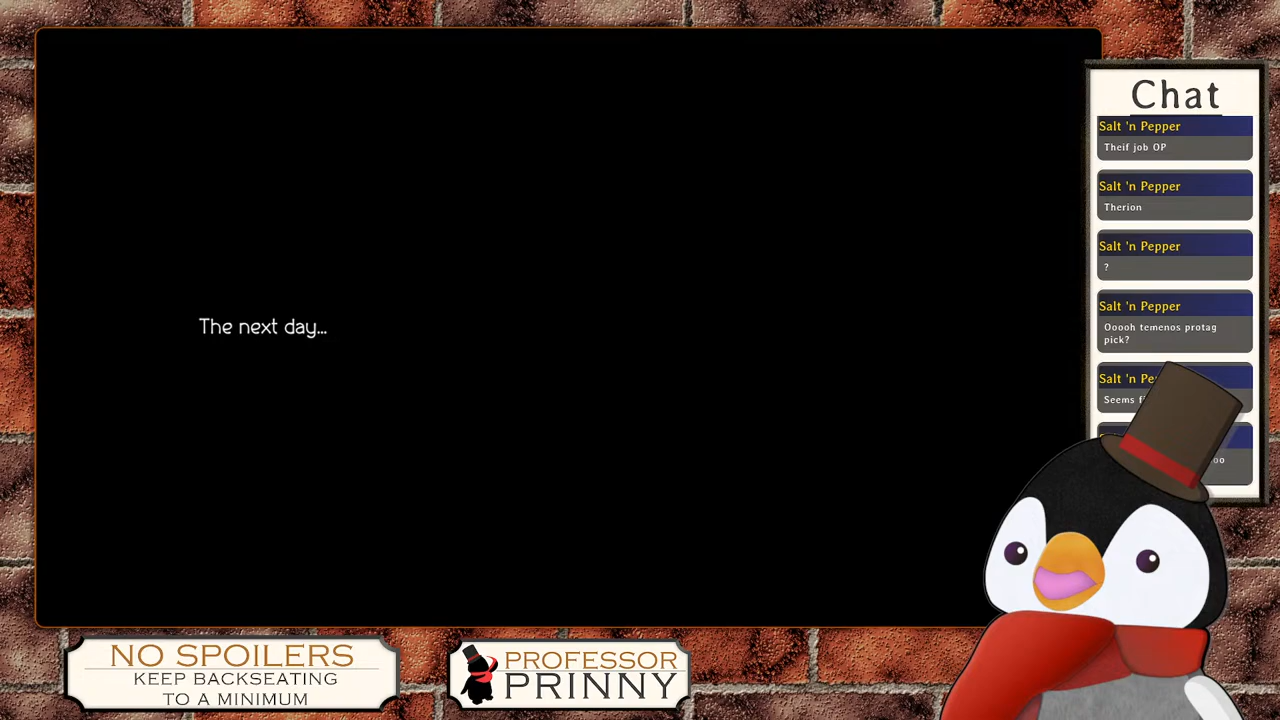 The next day...
Chat
Salt 'n Pepper
Theif job OP
Salt 'n Pepper
Therion
Salt 'n Pepper
?
Salt 'n Pepper
Ooooh temenos protag
pick?
Salt 'n
Seems
NO SPOILERS
KEEP BACKSEATING
TO A MINIMUM
PROFESSOR
PRINNY